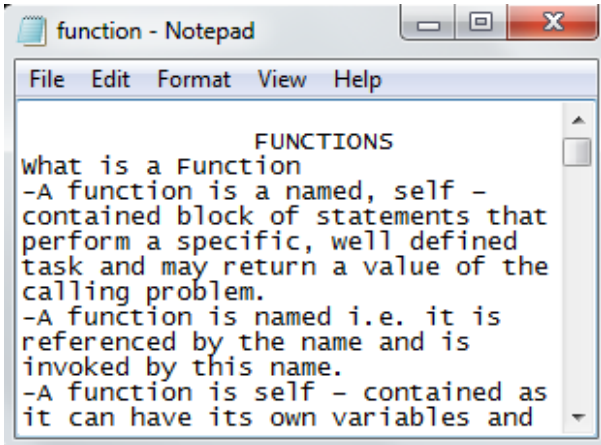 function - Notepad
File Edit Format View Help
FUNCTIONS
What is a Function
-A function is a named, self –
contained block of statements that
perform a specific, well defined
task and may return a value of the
calling problem.
-A function is named i.e. it is
referenced by the name and is
invoked by this name.
-A function is self – contained as
it can have its own variables and